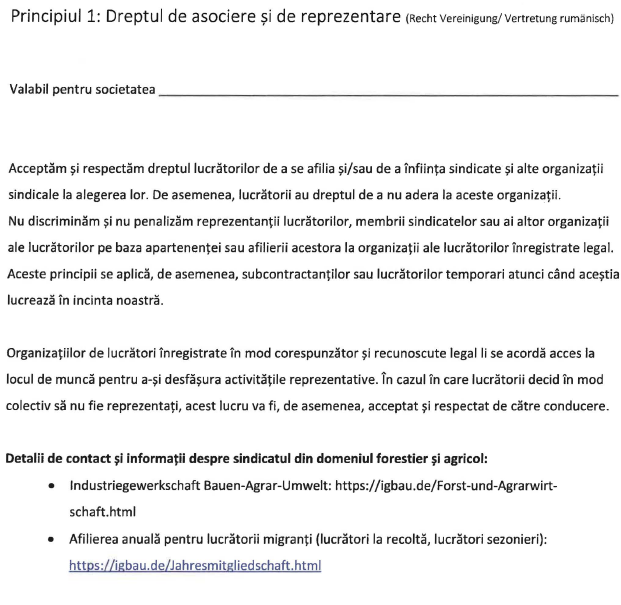 Principiul 1: Dreptul de asociere și de reprezentare (Recht Vereinigung/ Vertretung rumänisch)
Valabil pentru societatea
Acceptăm și respectăm dreptul lucrătorilor de a se afilia și/sau de a înființa sindicate și alte organizații
sindicale la alegerea lor. De asemenea, lucrătorii au dreptul de a nu adera la aceste organizații.
Nu discriminăm și nu penalizăm reprezentanții lucrătorilor, membrii sindicatelor sau ai altor organizații
ale lucrătorilor pe baza apartenenței sau afilierii acestora la organizații ale lucrătorilor înregistrate legal.
Aceste principii se aplică, de asemenea, subcontractanților sau lucrătorilor temporari atunci când aceștia
lucrează în incinta noastră.
Organizațiilor de lucrători înregistrate în mod corespunzător și recunoscute legal li se acordă acces la
locul de muncă pentru a-și desfășura activitățile reprezentative. În cazul în care lucrătorii decid în mod
colectiv să nu fie reprezentați, acest lucru va fi, de asemenea, acceptat și respectat de către conducere.
Detalii de contact și informații despre sindicatul din domeniul forestier și agricol:
• Industriegewerkschaft Bauen-Agrar-Umwelt: https://igbau.de/Forst-und-Agrarwirt-
schaft.html
• Afilierea anuală pentru lucrătorii migranți (lucrători la recoltă, lucrători sezonieri):
https://igbau.de/Jahresmitgliedschaft.html